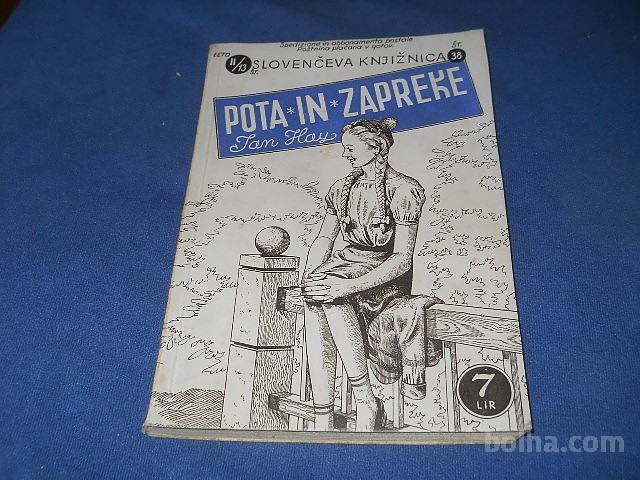 Spedizione in abbonamento postale
Poštnina plačana v gotov.
LETO II/13 ŠT.
SLOVENČEVA KNJIŽNICA
ŠT. 38
POTA*IN*ZAPREKE
Ian Hay
7
LIR
bolha.com